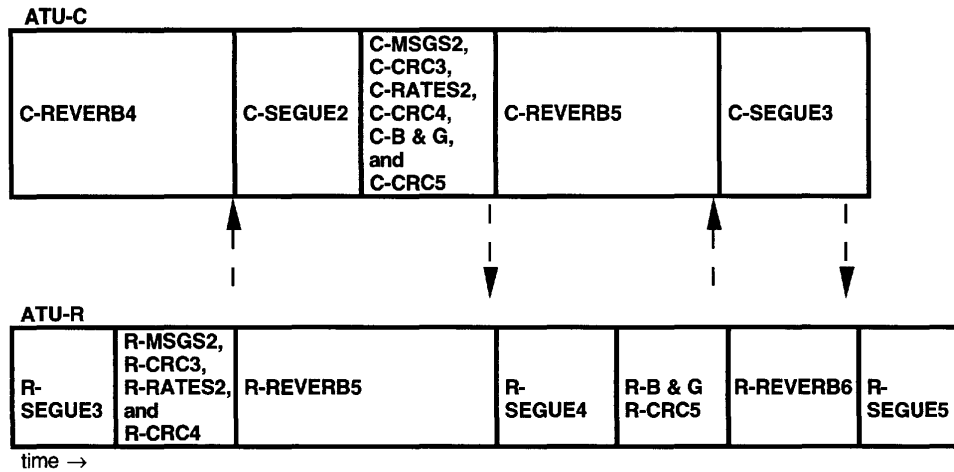 ATU-C
C-REVERB4
C-SEGUE2
C-MSGS2,
C-CRC3,
C-RATES2,
C-CRC4,
C-B & G,
and
C-CRC5
C-REVERB5
C-SEGUE3
ATU-R
R-
SEGUE3
R-MSGS2,
R-CRC3,
R-RATES2,
and
R-CRC4
R-REVERB5
R-
SEGUE4
R-B & G
R-CRC5
R-REVERB6
R-
SEGUE5
time →